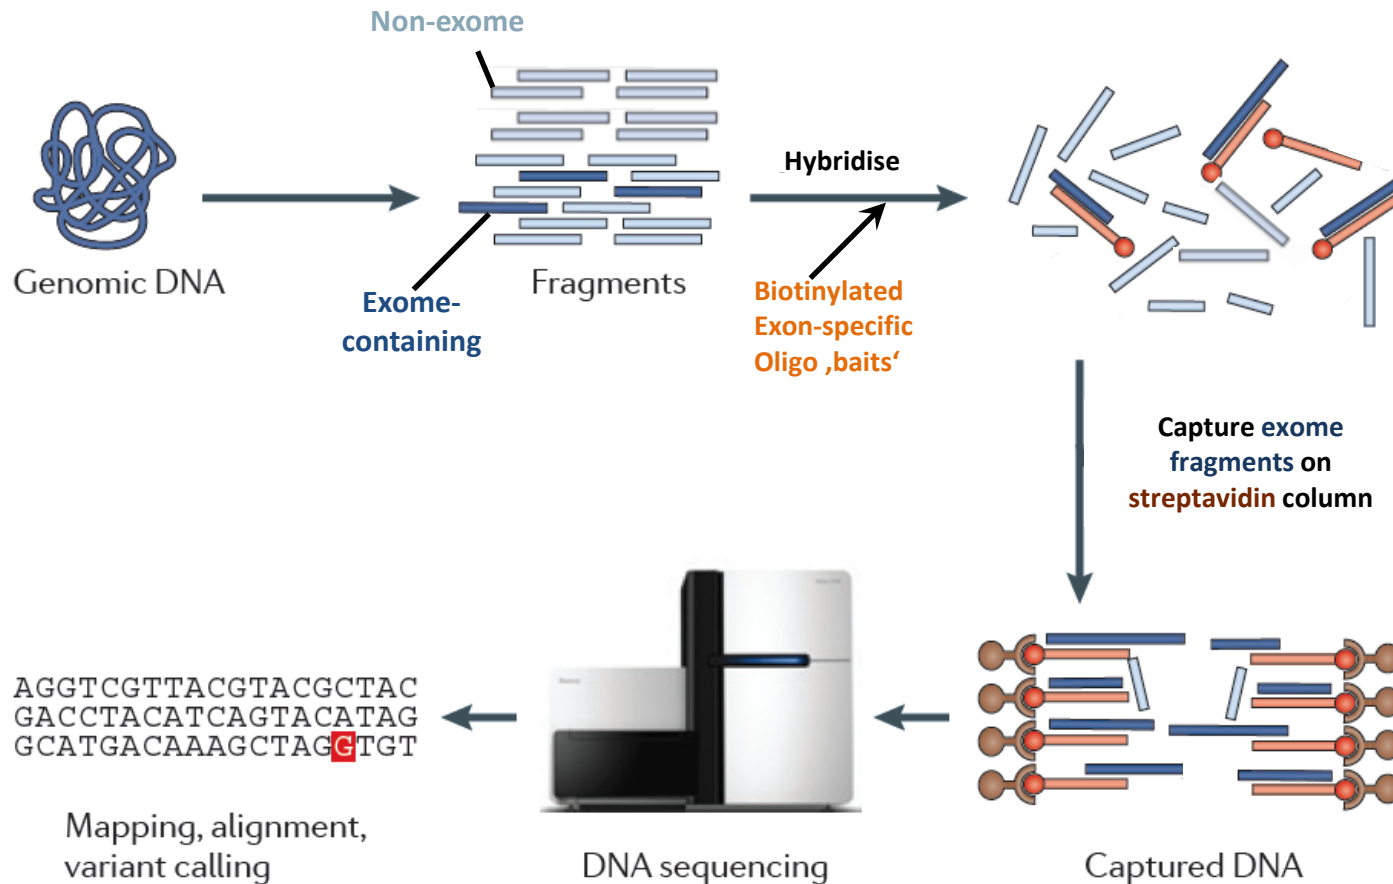 Non-exome
Genomic DNA
Fragments
Exome-
containing
Hybridise
Biotinylated
Exon-specific
Oligo ‚baits‘
Capture exome
fragments on
streptavidin column
Captured DNA
DNA sequencing
AGGTCGTTACGTACGCTAC
GACCTACATCAGTACATAG
GCATGACAAAGCTAGGTGT
Mapping, alignment,
variant calling